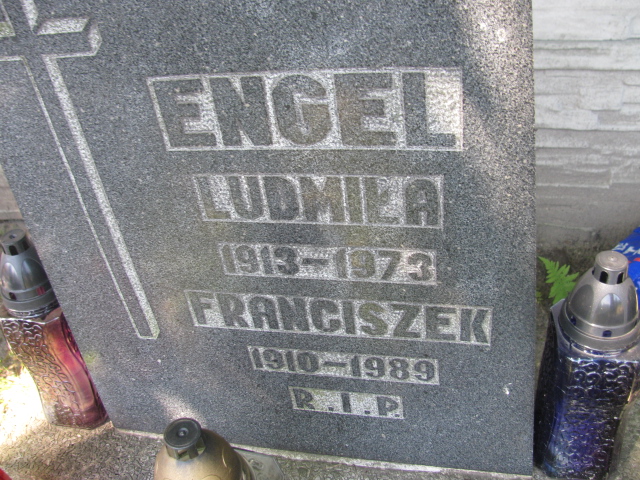 ENGEL
LUDMIŁA
1913-1973
FRANCISZEK
1910-1989
R.I.P.